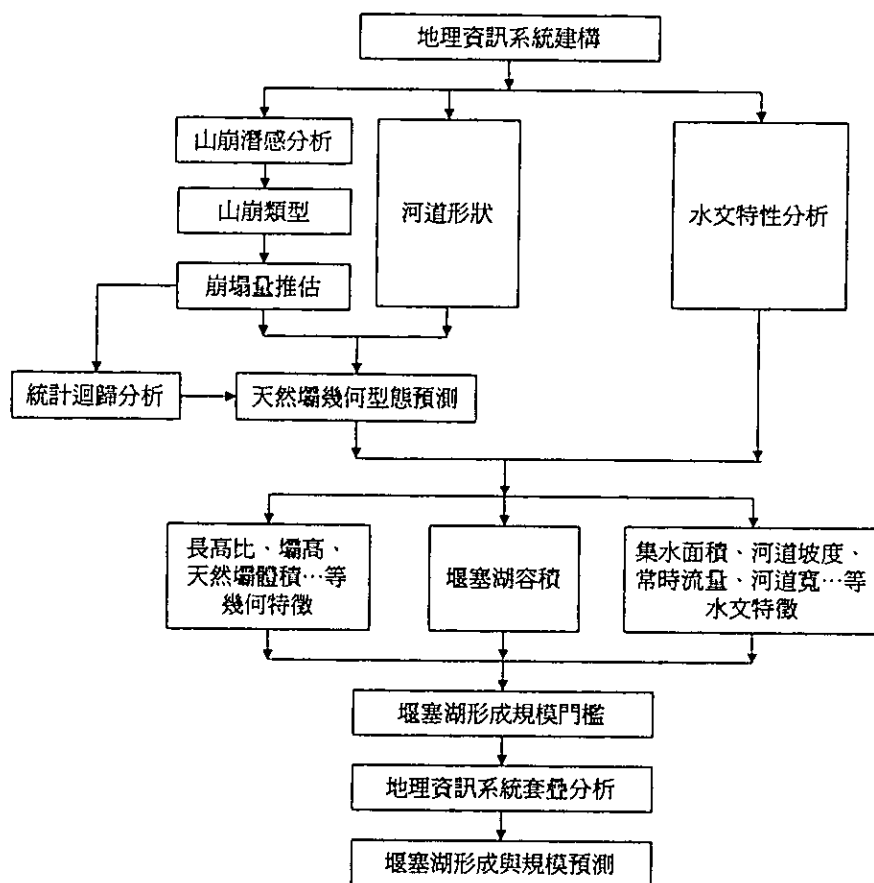 地理資訊系統建構
山崩潛感分析
山崩類型
崩塌量推估
河道形狀
水文特性分析
統計迴歸分析
天然壩幾何型態預測
長高比、壩高、
天然壩體積…等
幾何特徵
堰塞湖容積
集水面積、河道坡度、
常時流量、河道寬…等
水文特徵
堰塞湖形成規模門檻
地理資訊系統套疊分析
堰塞湖形成與規模預測